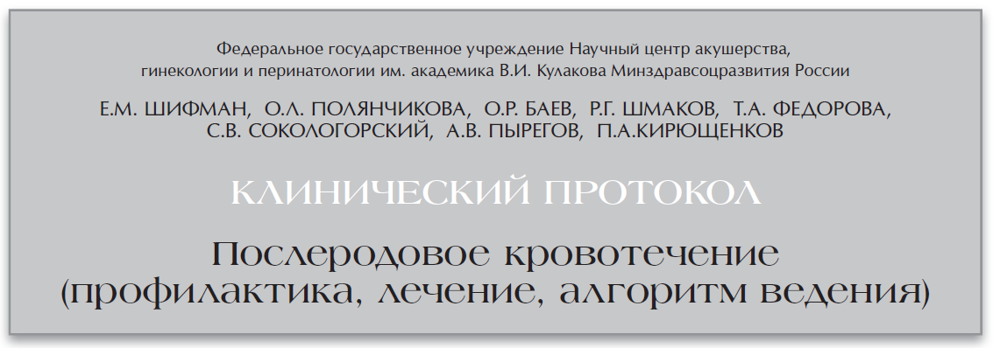 Федеральное государственное учреждение Научный центр акушерства,
гинекологии и перинатологии им. академика В.И. Кулакова Минздравсоцразвития России
Е.М. ШИФМАН, О.Л. ПОЛЯНЧИКОВА, О.Р. БАЕВ, Р.Г. ШМАКОВ, Т.А. ФЕДОРОВА,
С.В. СОКОЛОГОРСКИЙ, А.В. ПЫРЕГОВ, П.А.КИРЮЩЕНКОВ
КЛИНИЧЕСКИЙ ПРОТОКОЛ
Послеродовое кровотечение
(профилактика, лечение, алгоритм ведения)